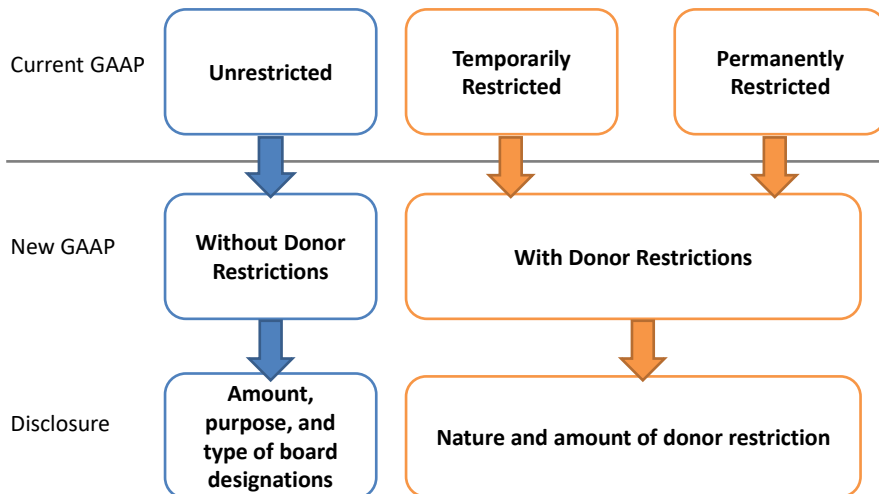 Current GAAP
Unrestricted
Temporarily
Restricted
Permanently
Restricted
New GAAP
Without Donor
Restrictions
With Donor Restrictions
Disclosure
Amount,
purpose, and
type of board
designations
Nature and amount of donor restriction